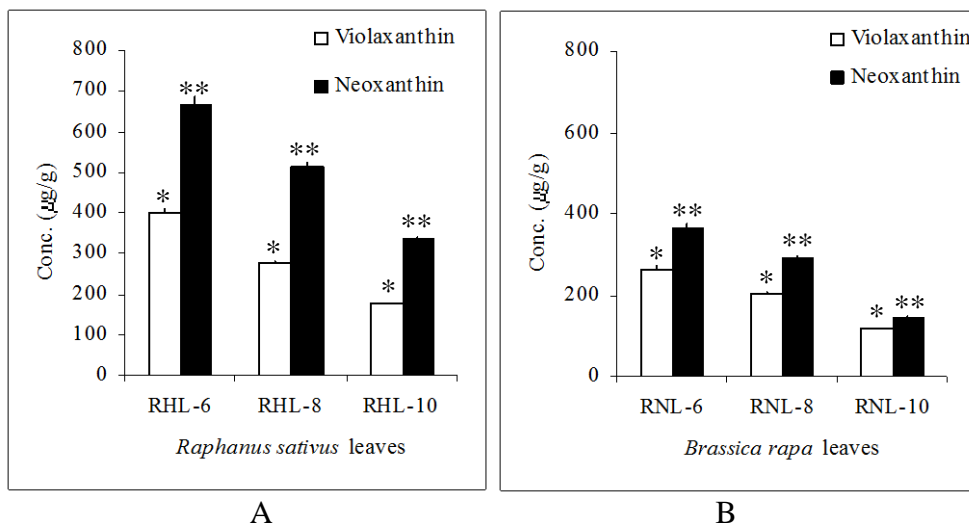 Violaxanthin
Neoxanthin
800
700
600
500
400
300
200
100
0
Conc. (µg/g)
*
**
*
**
*
**
RHL-6 RHL-8 RHL-10
Raphanus sativus leaves
A
Violaxanthin
Neoxanthin
800
600
400
200
0
Conc. (µg/g)
*
**
*
**
*
**
RNL-6 RNL-8 RNL-10
Brassica rapa leaves
B